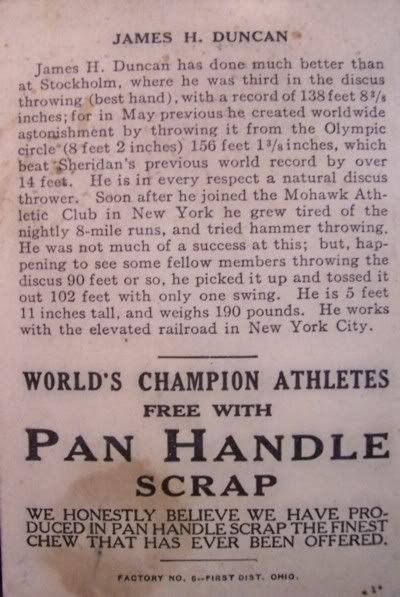 JAMES H. DUNCAN
James H. Duncan has done much better than
at Stockholm, where he was third in the discus
throwing (best hand), with a record of 138 feet 8³/₈
inches; for in May previous he created worldwide
astonishment by throwing it from the Olympic
circle (8 feet 2 inches) 156 feet 1³/₈ inches, which
beat Sheridan's previous world record by over
14 feet. He is in every respect a natural discus
thrower. Soon after he joined the Mohawk Ath-
letic Club in New York he grew tired of the
nightly 8-mile runs, and tried hammer throwing.
He was not much of a success at this; but, hap-
pening to see some fellow members throwing the
discus 90 feet or so, he picked it up and tossed it
out 102 feet with only one swing. He is 5 feet
11 inches tall, and weighs 190 pounds. He works
with the elevated railroad in New York City.
WORLD'S CHAMPION ATHLETES
FREE WITH
PAN HANDLE
SCRAP
WE HONESTLY BELIEVE WE HAVE PRO-
DUCED IN PAN HANDLE SCRAP THE FINEST
CHEW THAT HAS EVER BEEN OFFERED.
FACTORY NO. 6--FIRST DIST. OHIO.